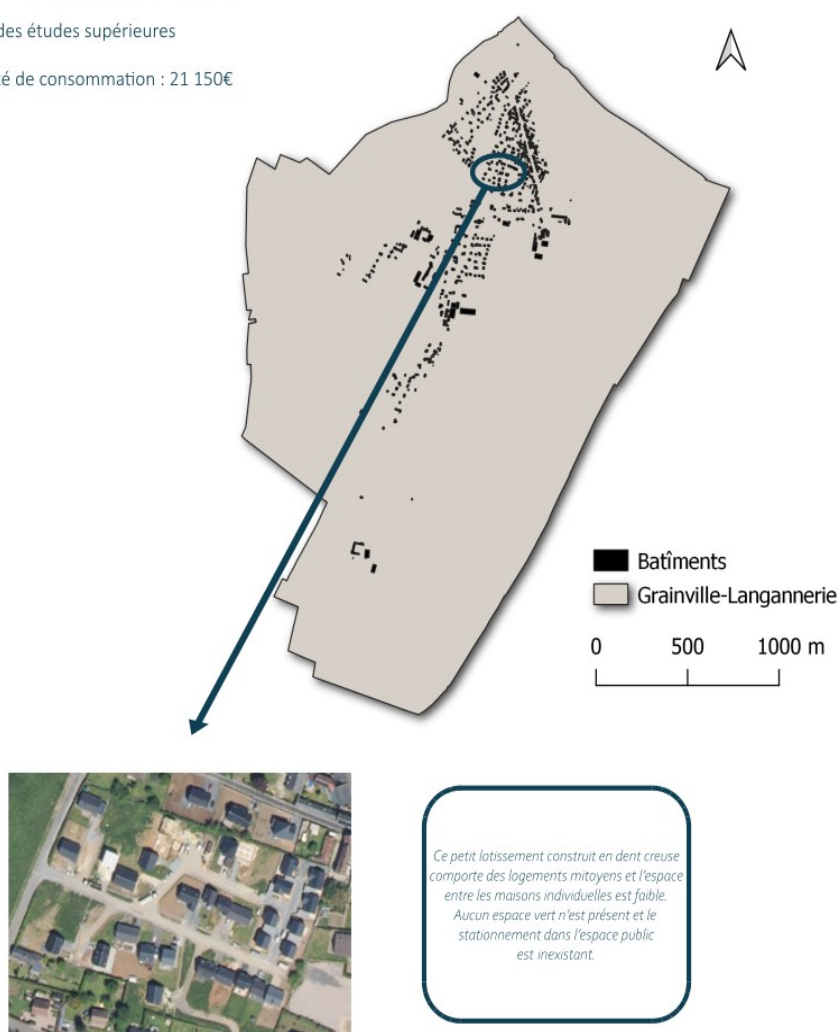 des études supérieures
té de consommation : 21 150€
Batîments
Grainville-Langannerie
0 500 1000 m
Ce petit lotissement construit en dent creuse
comporte des logements mitoyens et l'espace
entre les maisons individuelles est faible.
Aucun espace vert n'est présent et le
stationnement dans l'espace public
est inexistant.